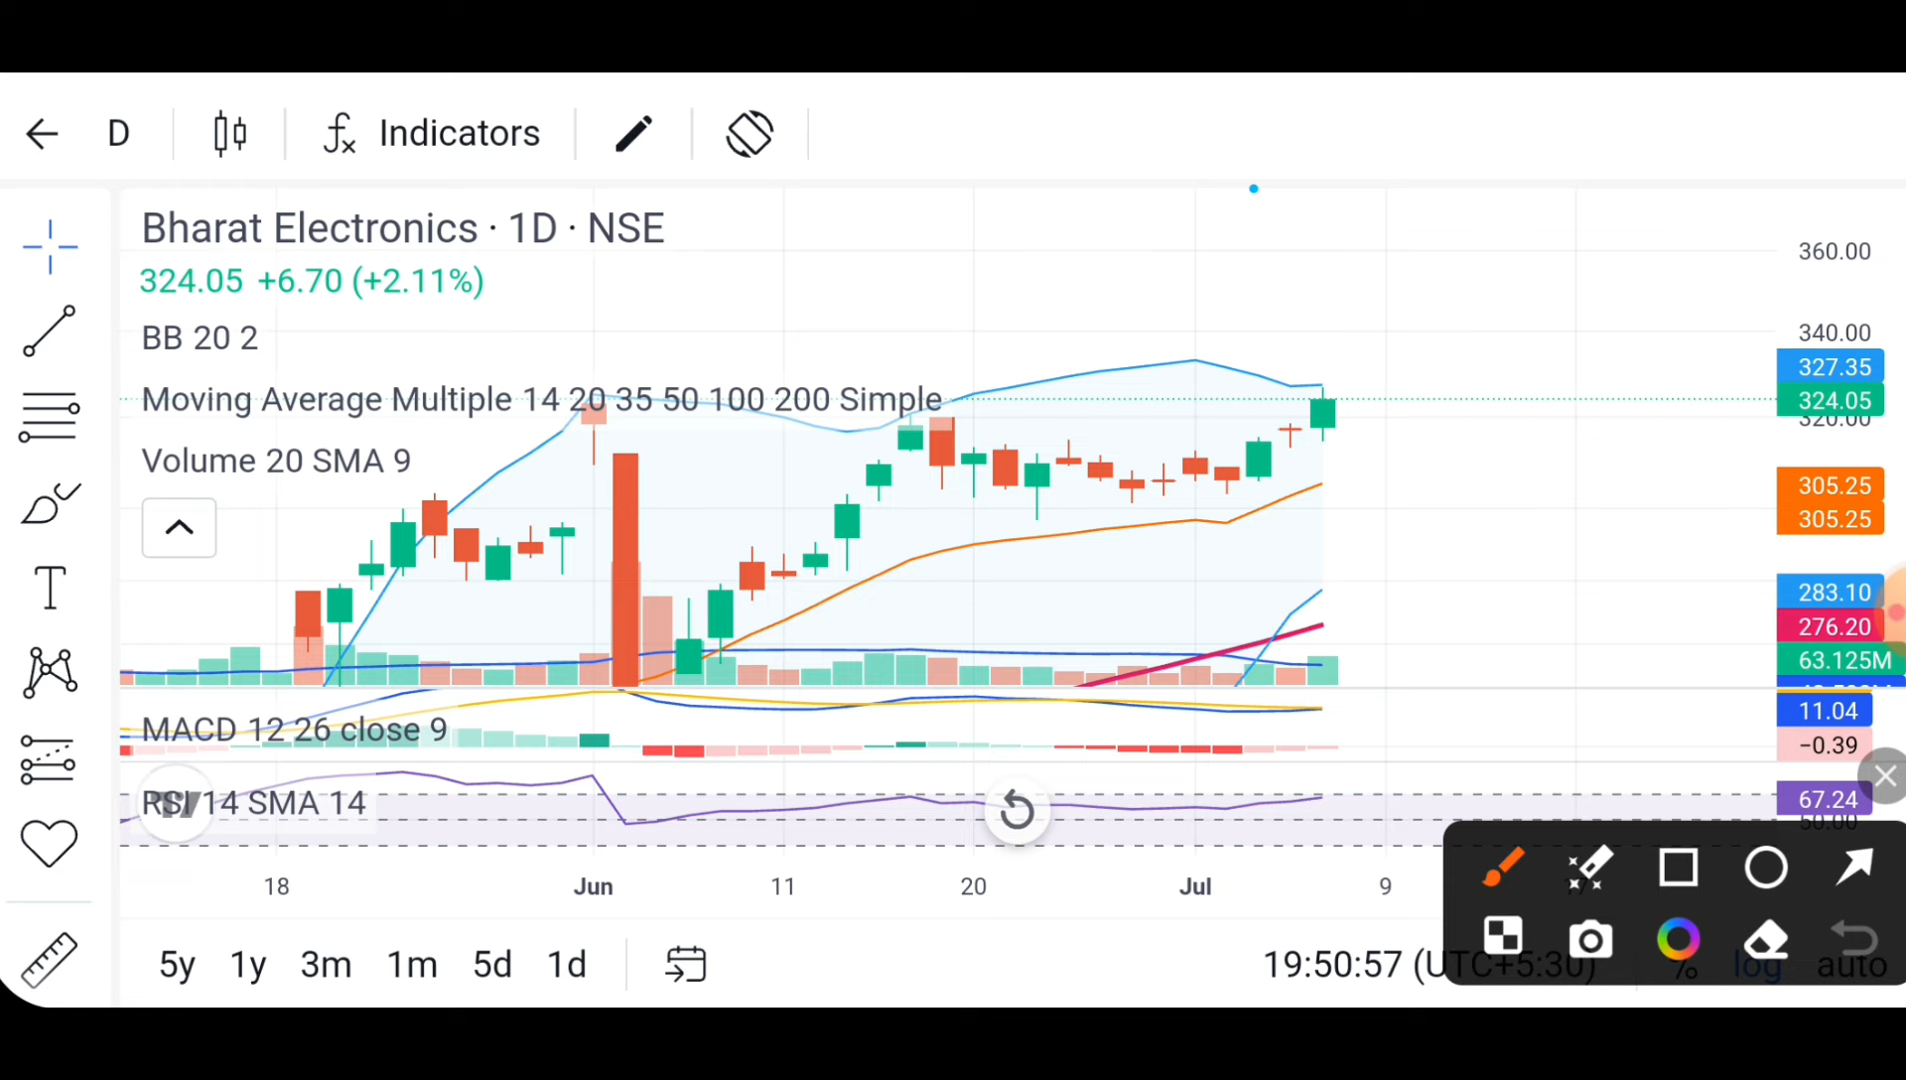 D
Indicators
Bharat Electronics · 1D · NSE
324.05 +6.70 (+2.11%)
BB 20 2
Moving Average Multiple 14 20 35 50 100 200 Simple
Volume 20 SMA 9
MACD 12 26 close 9
RSI 14 SMA 14
360.00
340.00
327.35
324.05
320.00
305.25
305.25
283.10
276.20
63.125M
11.04
−0.39
67.24
50.00
18 Jun 11 20 Jul 9
5y 1y 3m 1m 5d 1d
19:50:57 (UTC+5:30) % log auto